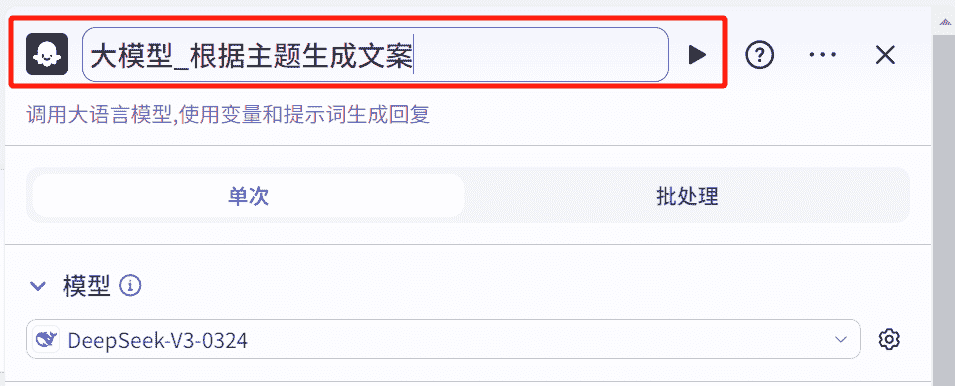 大模型_根据主题生成文案
调用大语言模型,使用变量和提示词生成回复
单次
批处理
模型
DeepSeek-V3-0324